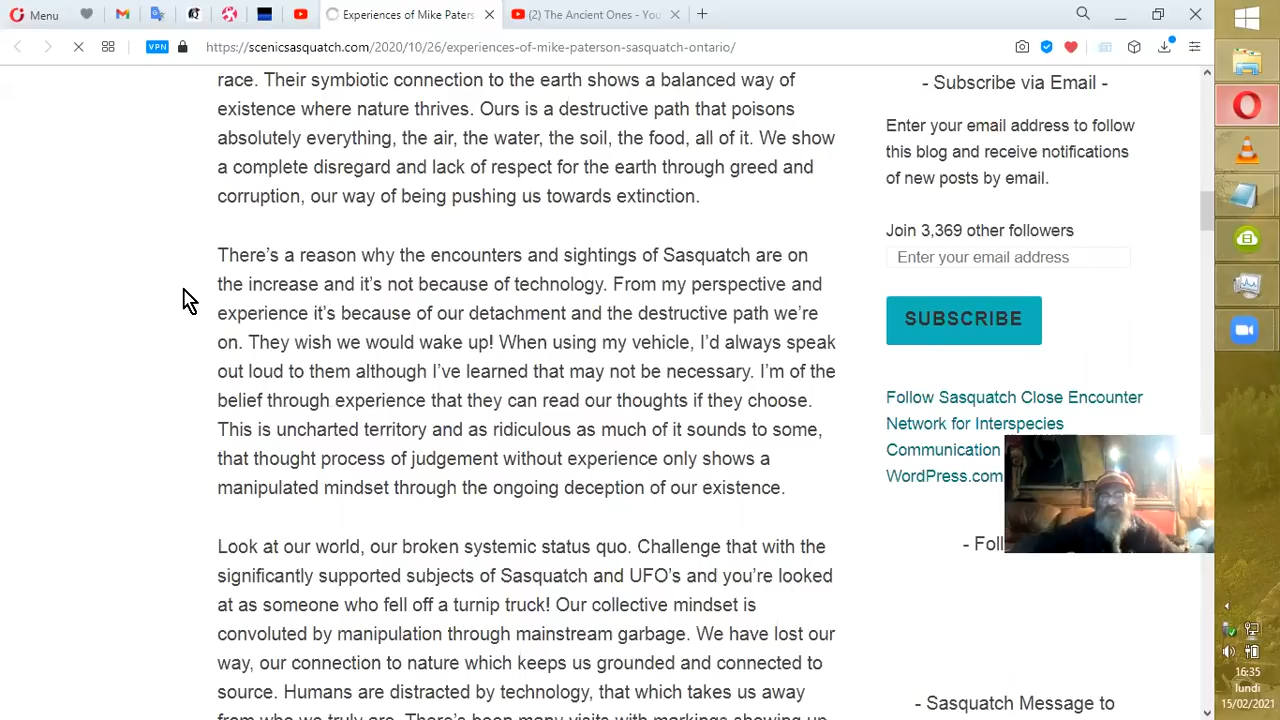 Menu
Experiences of Mike Paters
(2) The Ancient Ones - You
VPN
https://scenicsasquatch.com/2020/10/26/experiences-of-mike-paterson-sasquatch-ontario/
race. Their symbiotic connection to the earth shows a balanced way of
existence where nature thrives. Ours is a destructive path that poisons
absolutely everything, the air, the water, the soil, the food, all of it. We show
a complete disregard and lack of respect for the earth through greed and
corruption, our way of being pushing us towards extinction.
There's a reason why the encounters and sightings of Sasquatch are on
the increase and it's not because of technology. From my perspective and
experience it's because of our detachment and the destructive path we're
on. They wish we would wake up! When using my vehicle, I'd always speak
out loud to them although I've learned that may not be necessary. I'm of the
belief through experience that they can read our thoughts if they choose.
This is uncharted territory and as ridiculous as much of it sounds to some,
that thought process of judgement without experience only shows a
manipulated mindset through the ongoing deception of our existence.
Look at our world, our broken systemic status quo. Challenge that with the
significantly supported subjects of Sasquatch and UFO's and you're looked
at as someone who fell off a turnip truck! Our collective mindset is
convoluted by manipulation through mainstream garbage. We have lost our
way, our connection to nature which keeps us grounded and connected to
source. Humans are distracted by technology, that which takes us away
from who we truly are. There's been many visits with markings showing up
- Subscribe via Email -
Enter your email address to follow
this blog and receive notifications
of new posts by email.
Join 3,369 other followers
Enter your email address
SUBSCRIBE
Follow Sasquatch Close Encounter
Network for Interspecies
Communication
WordPress.com
- Foll
- Sasquatch Message to
16:35
lundi
15/02/2021